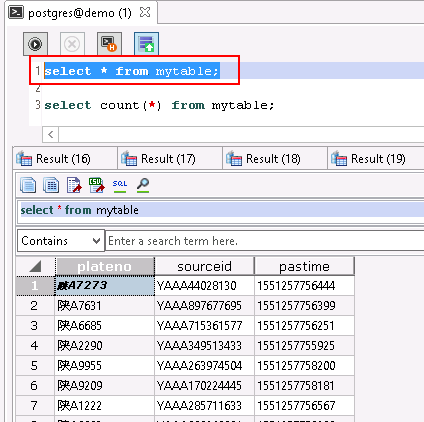 postgres@demo (1)
1 select * from mytable;
2
3 select count(*) from mytable;
Result (16) Result (17) Result (18) Result (19)
CSV SQL
select * from mytable
Contains Enter a search term here.
plateno sourceid pastime
1 陕A7273 YAAA44028130 1551257756444
2 陕A7631 YAAA897677695 1551257756399
3 陕A6685 YAAA715361577 1551257756251
4 陕A2290 YAAA349513433 1551257755925
5 陕A9955 YAAA263974504 1551257758200
6 陕A9209 YAAA170224445 1551257758181
7 陕A1222 YAAA285711633 1551257756567